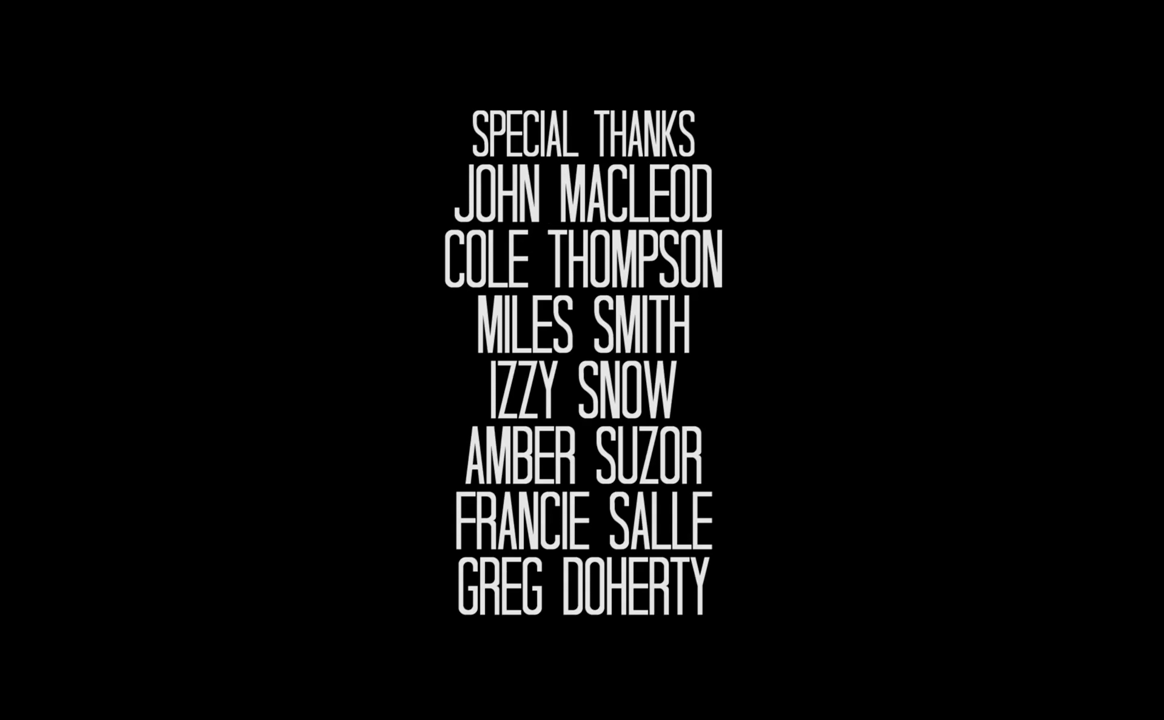 SPECIAL THANKS
JOHN MACLEOD
COLE THOMPSON
MILES SMITH
IZZY SNOW
AMBER SUZOR
FRANCIE SALLE
GREG DOHERTY